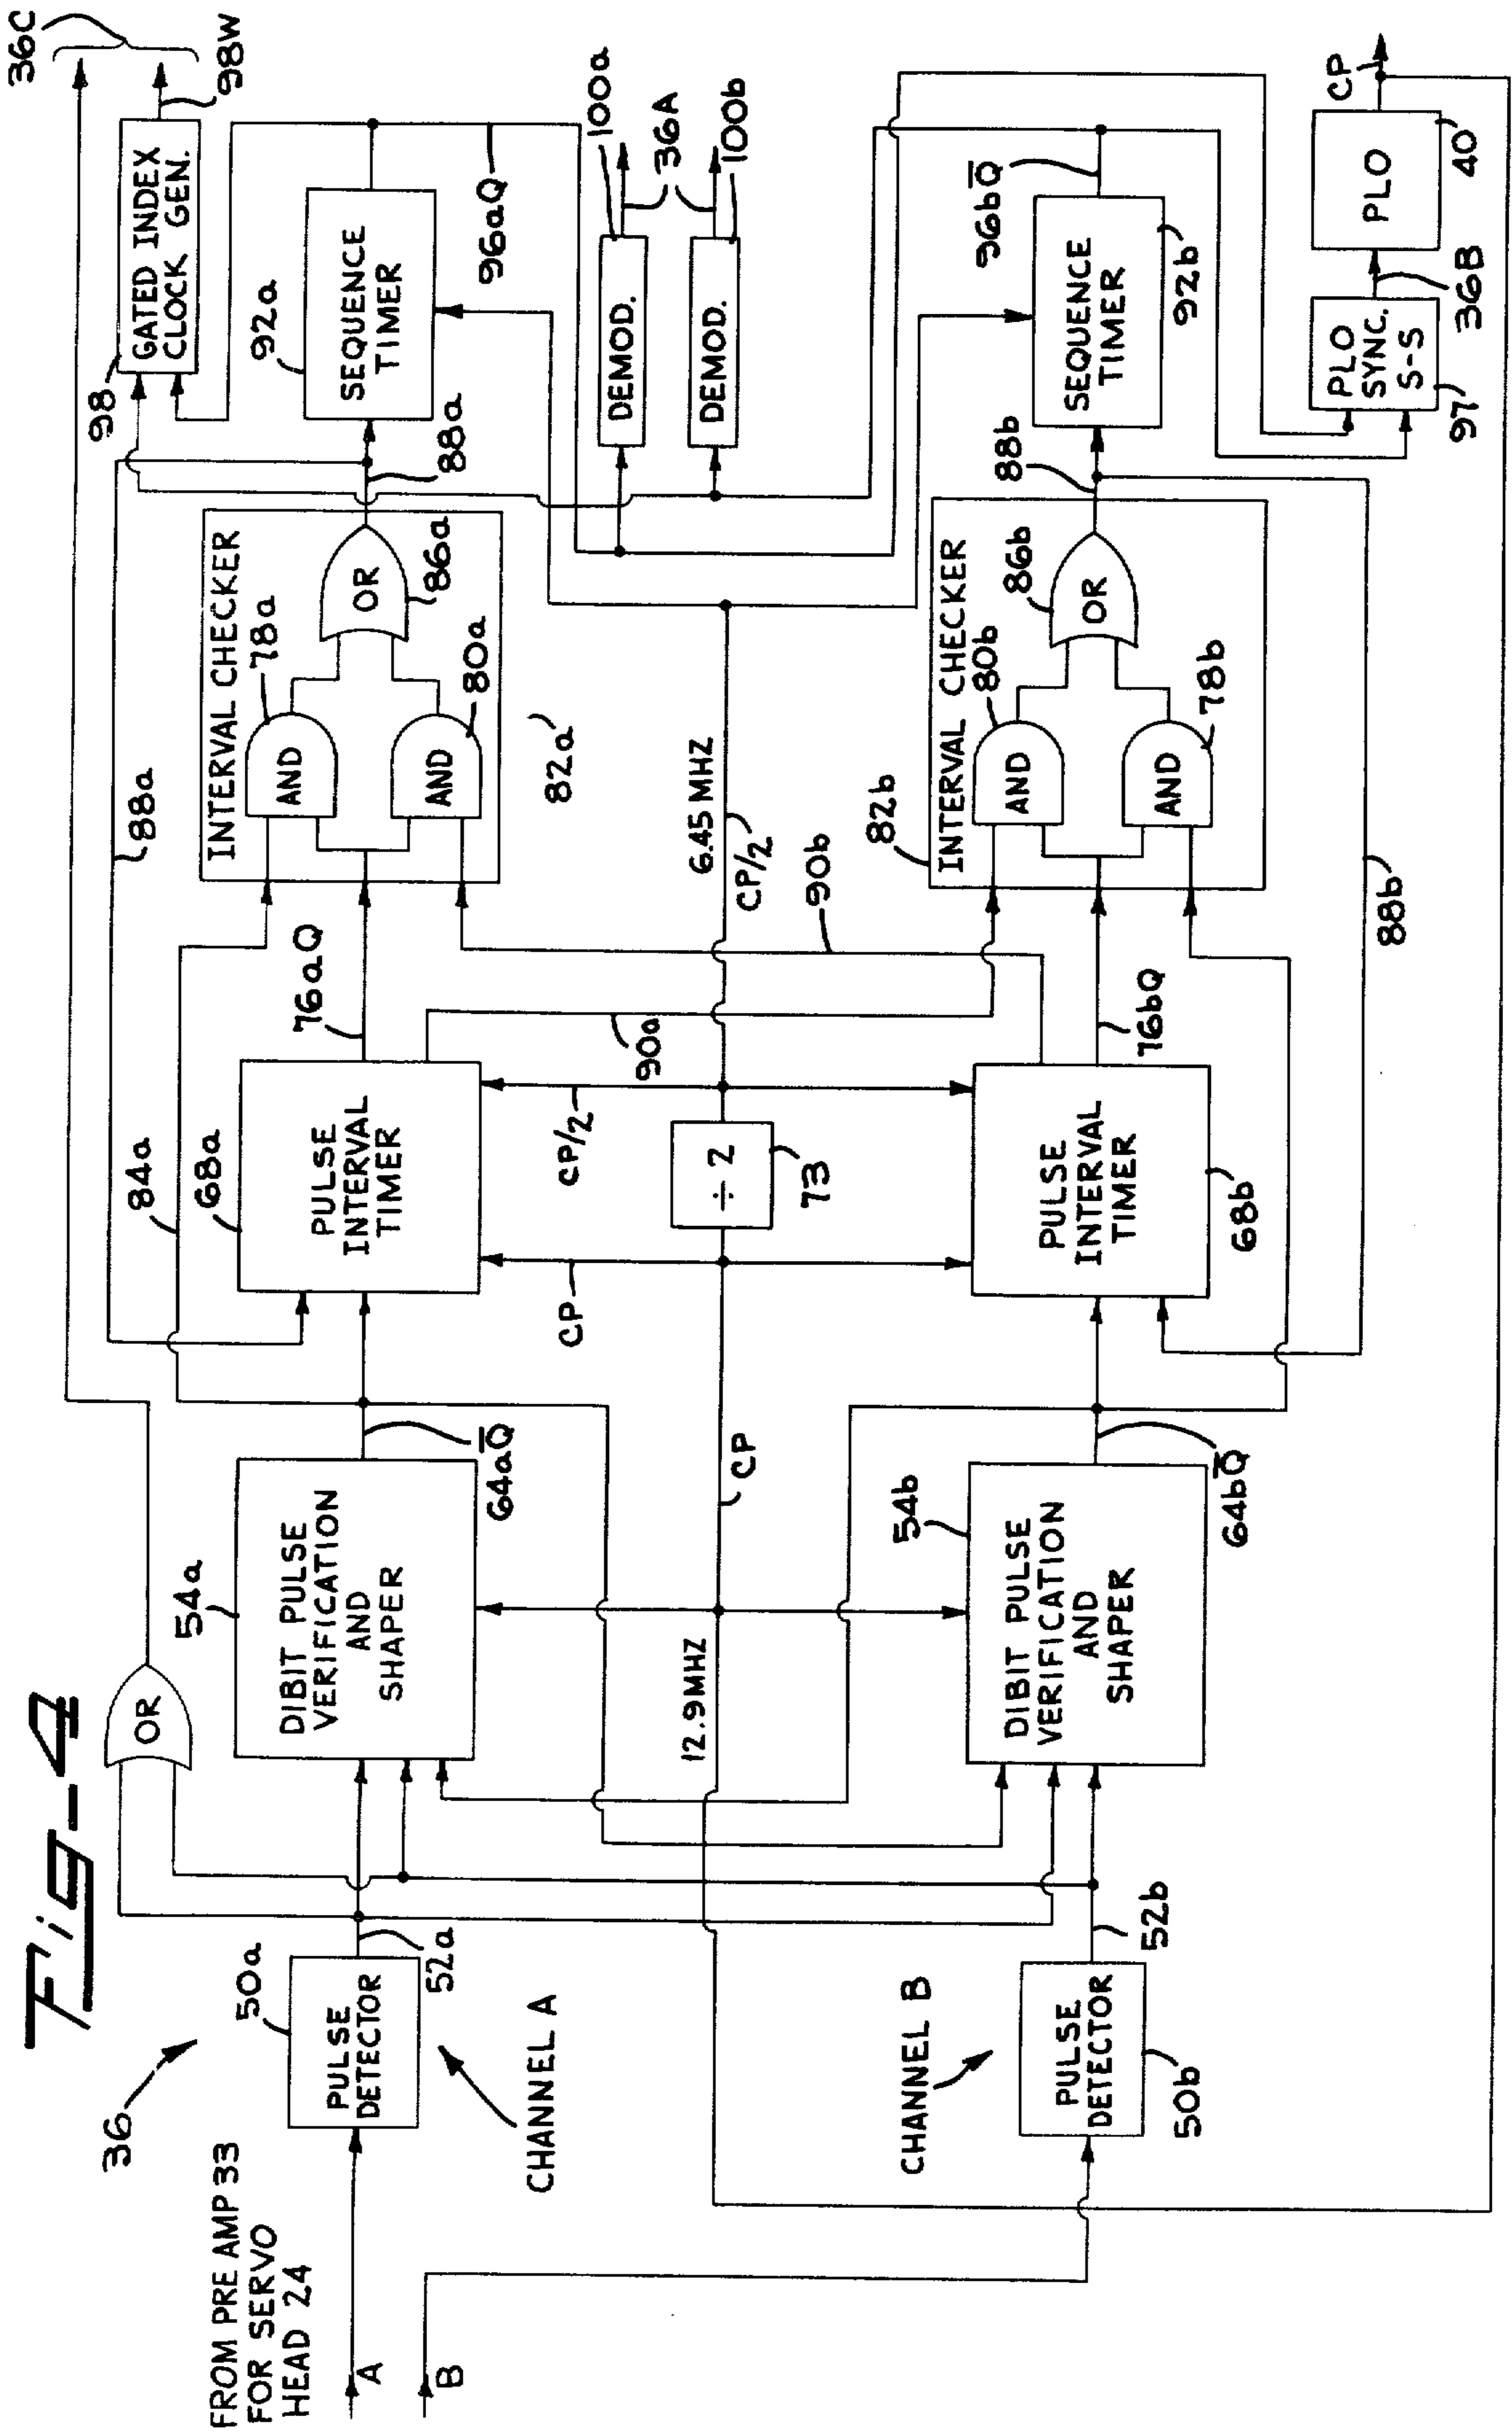 Fig-4
36
FROM PRE AMP 33
FOR SERVO
HEAD 24
A
B
CHANNEL A
CHANNEL B
50a
PULSE
DETECTOR
52a
50b
PULSE
DETECTOR
52b
OR
54a
DIBIT PULSE
VERIFICATION
AND
SHAPER
64aQ̅
54b
DIBIT PULSE
VERIFICATION
AND
SHAPER
64bQ̅
12.9MHZ
CP
84a
88a
68a
PULSE
INTERVAL
TIMER
76aQ
CP
CP/2
÷ 2
73
90a
90b
PULSE
INTERVAL
TIMER
68b
76bQ
88b
6.45 MHZ
CP/2
INTERVAL CHECKER
AND
78a
AND
80a
OR
86a
82a
88a
82b
INTERVAL CHECKER
AND
80b
AND
78b
OR
86b
88b
92a
SEQUENCE
TIMER
96aQ
98
GATED INDEX
CLOCK GEN.
98W
36C
DEMOD.
100a
36A
DEMOD.
100b
SEQUENCE
TIMER
96bQ̅
92b
PLO
SYNC.
S-S
97
36B
PLO
40
CP